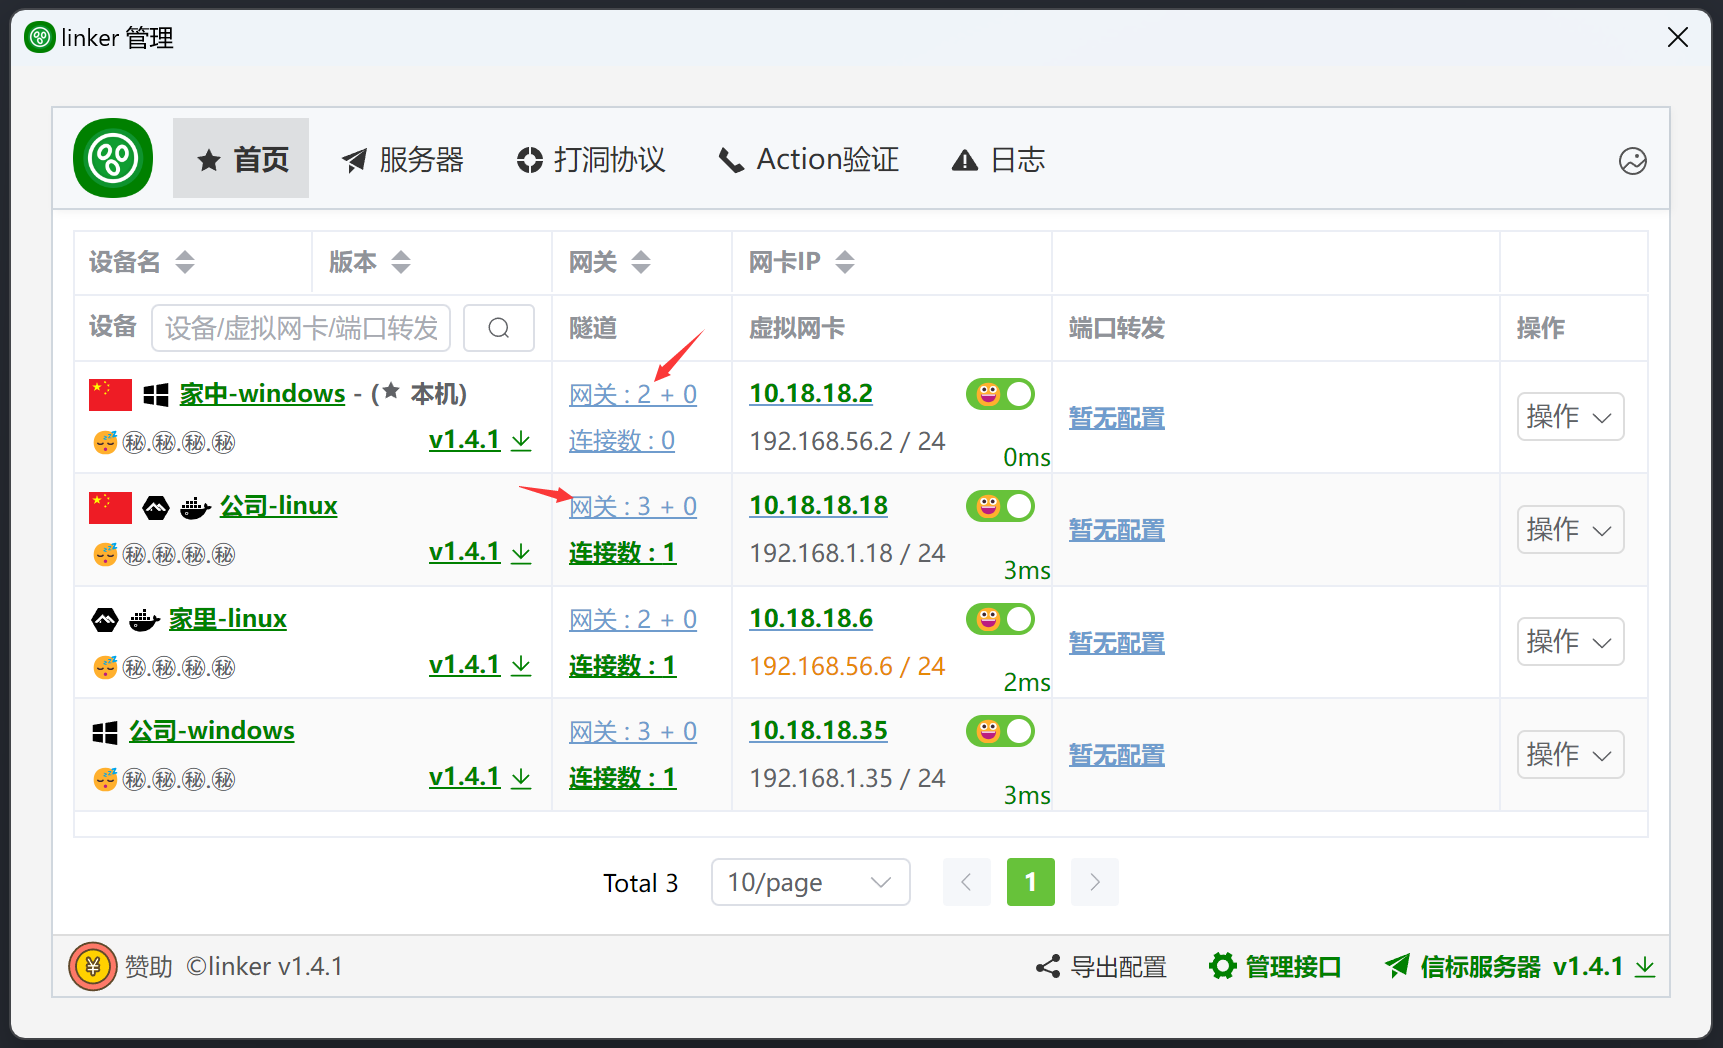 linker 管理
首页 服务器 打洞协议 Action验证 日志
设备名 版本 网关 网卡IP
设备 设备/虚拟网卡/端口转发 隧道 虚拟网卡 端口转发 操作
家中-windows - (★ 本机) 网关 : 2 + 0 10.18.18.2 暂无配置 操作
㊙.㊙.㊙.㊙ v1.4.1 连接数 : 0 192.168.56.2 / 24 0ms
公司-linux 网关 : 3 + 0 10.18.18.18 暂无配置 操作
㊙.㊙.㊙.㊙ v1.4.1 连接数 : 1 192.168.1.18 / 24 3ms
家里-linux 网关 : 2 + 0 10.18.18.6 暂无配置 操作
㊙.㊙.㊙.㊙ v1.4.1 连接数 : 1 192.168.56.6 / 24 2ms
公司-windows 网关 : 3 + 0 10.18.18.35 暂无配置 操作
㊙.㊙.㊙.㊙ v1.4.1 连接数 : 1 192.168.1.35 / 24 3ms
Total 3 10/page 1
¥ 赞助 ©linker v1.4.1 导出配置 管理接口 信标服务器 v1.4.1